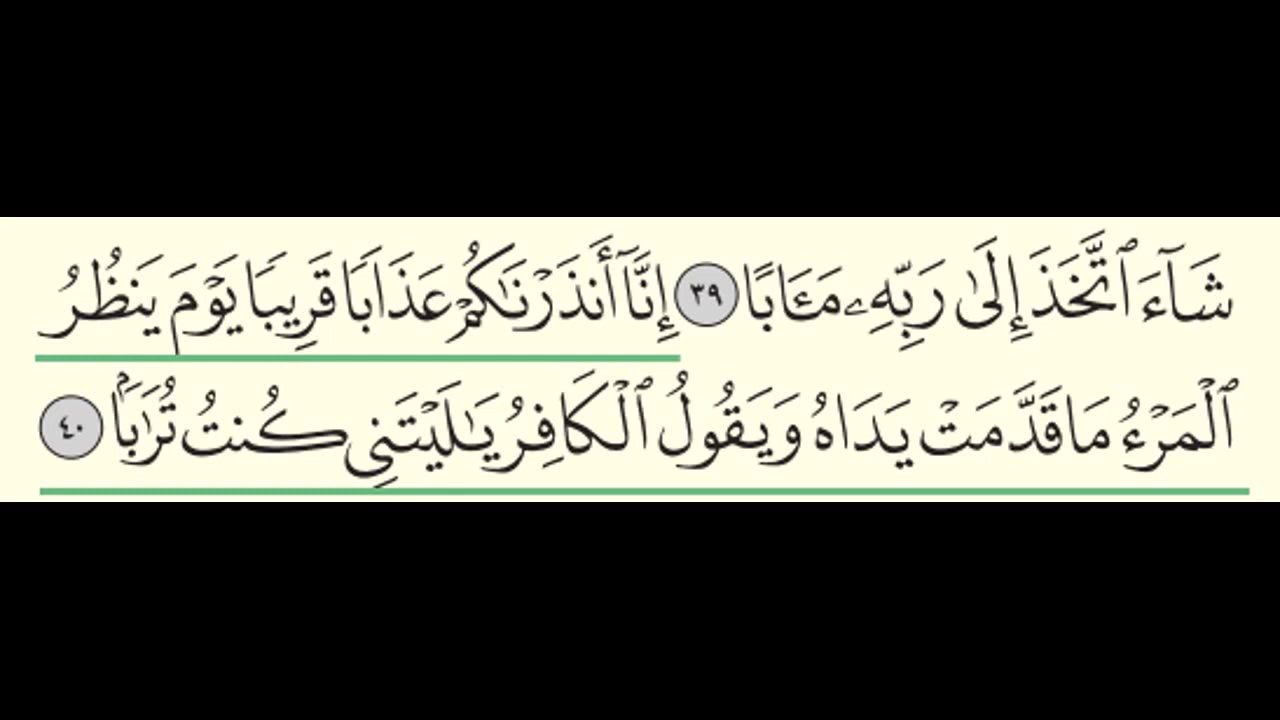 شَآءَ ٱتَّخَذَ إِلَىٰ رَبِّهِۦ مَـَٔابًا ٣٩ إِنَّآ أَنذَرۡنَٰكُمۡ عَذَابٗا قَرِيبٗا يَوۡمَ يَنظُرُ
ٱلۡمَرۡءُ مَا قَدَّمَتۡ يَدَاهُ وَيَقُولُ ٱلۡكَافِرُ يَٰلَيۡتَنِي كُنتُ تُرَٰبَۢا ٤٠